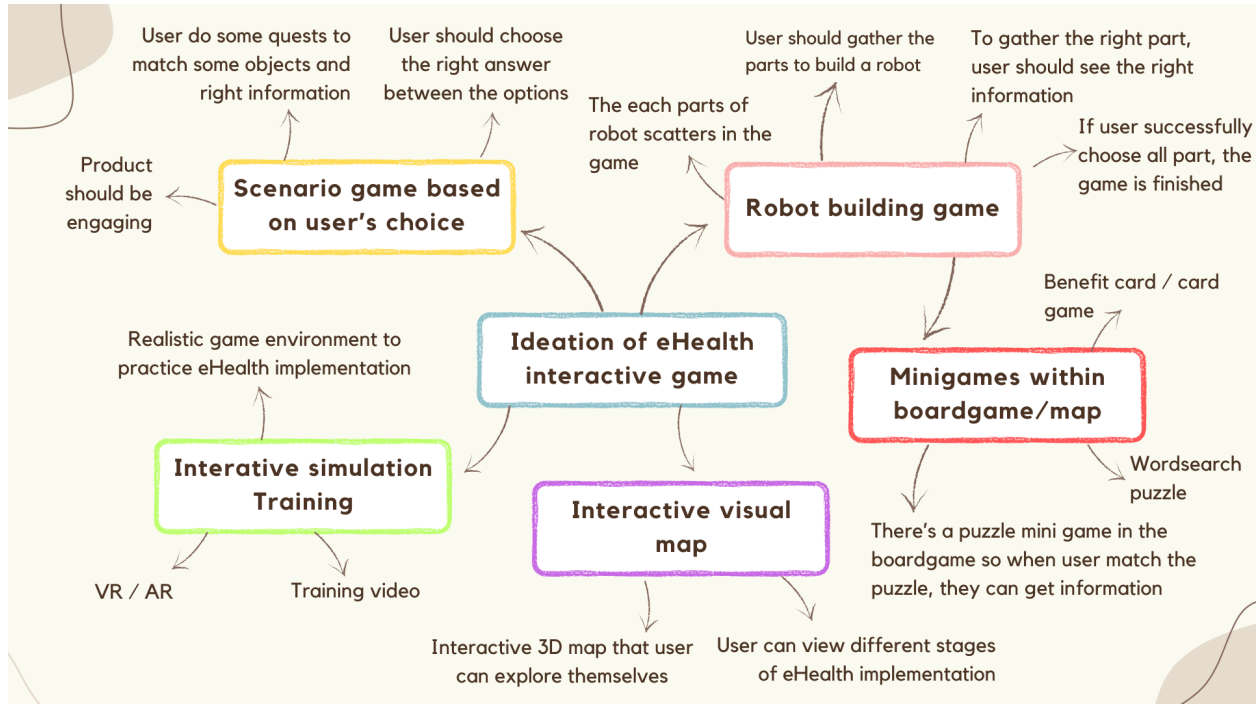 User do some quests to
match some objects and
right information
User should choose
the right answer
between the options
Product
should be
engaging
Scenario game based
on user's choice
The each parts of
robot scatters in the
game
User should gather the
parts to build a robot
To gather the right part,
user should see the right
information
If user successfully
choose all part, the
game is finished
Robot building game
Ideation of eHealth
interactive game
Benefit card / card
game
Minigames within
boardgame/map
Wordsearch
puzzle
There's a puzzle mini game in the
boardgame so when user match the
puzzle, they can get information
Realistic game environment to
practice eHealth implementation
Interative simulation
Training
VR / AR
Training video
Interactive visual
map
Interactive 3D map that user
can explore themselves
User can view different stages
of eHealth implementation